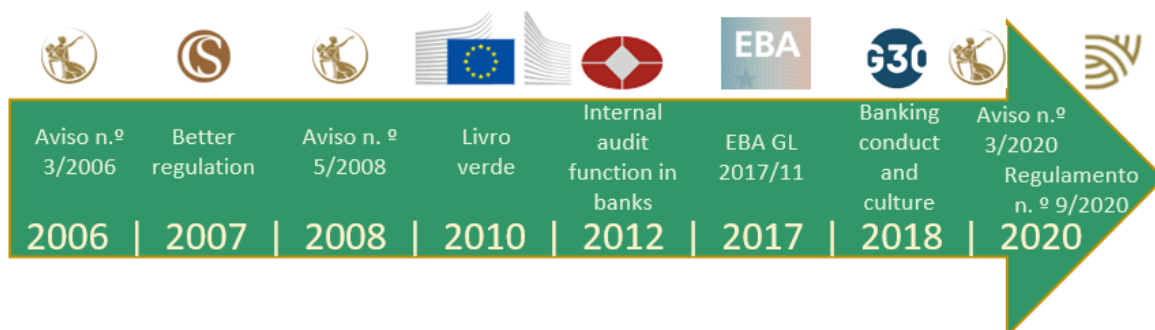 EBA
G30
Aviso n.º
3/2006
Better
regulation
Aviso n. º
5/2008
Livro
verde
Internal
audit
function in
banks
EBA GL
2017/11
Banking
conduct
and
culture
Aviso n.º
3/2020
Regulamento
n. º 9/2020
2006 | 2007 | 2008 | 2010 | 2012 | 2017 | 2018 | 2020